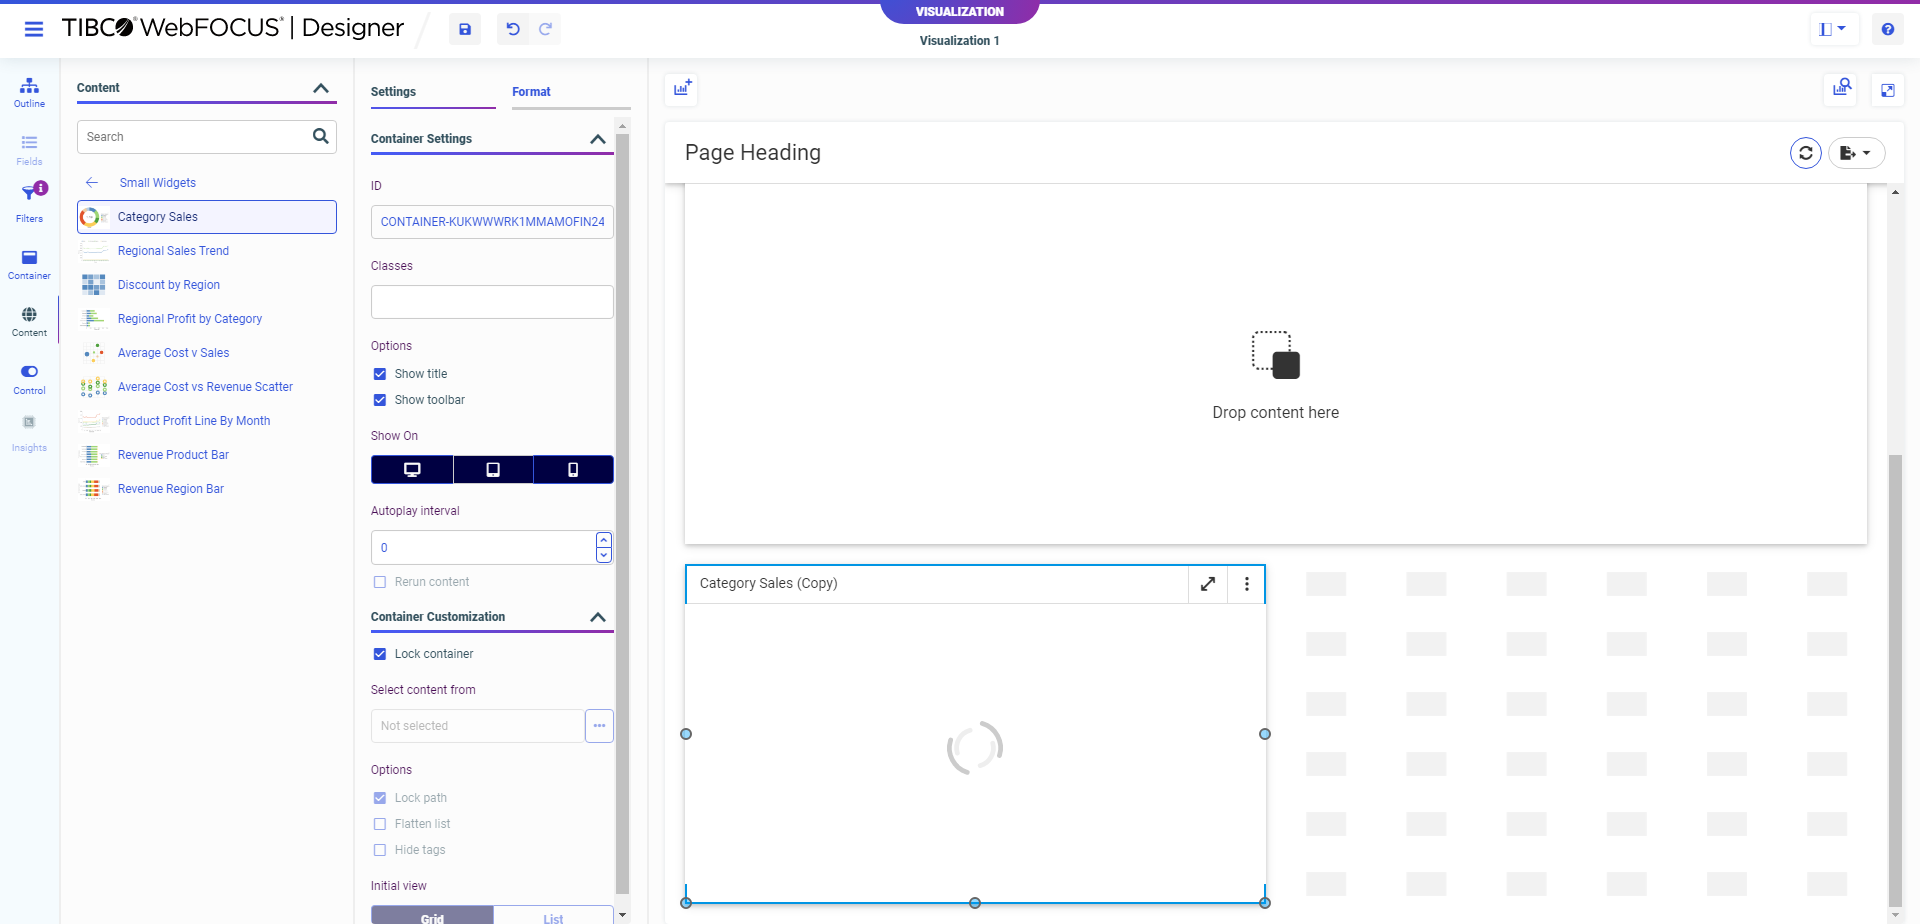 TIBCO® WebFOCUS® | Designer
VISUALIZATION
Visualization 1
Outline
Fields
Filters
Container
Content
Control
Insights
Content
Search
Small Widgets
Category Sales
Regional Sales Trend
Discount by Region
Regional Profit by Category
Average Cost v Sales
Average Cost vs Revenue Scatter
Product Profit Line By Month
Revenue Product Bar
Revenue Region Bar
Settings
Format
Container Settings
ID
CONTAINER-KUKWWWRK1MMAMOFIN24
Classes
Options
Show title
Show toolbar
Show On
Autoplay interval
0
Rerun content
Container Customization
Lock container
Select content from
Not selected
Options
Lock path
Flatten list
Hide tags
Initial view
Grid
List
Page Heading
Drop content here
Category Sales (Copy)